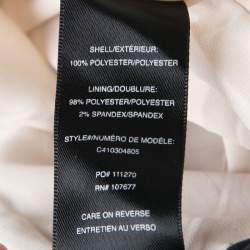 SHELL/EXTÉRIEUR:
100% POLYESTER/POLYESTER
LINING/DOUBLURE:
98% POLYESTER/POLYESTER
2% SPANDEX/SPANDEX
STYLE#/NUMÉRO DE MODÈLE:
C410304805
PO# 111270
RN# 107677
CARE ON REVERSE
ENTRETIEN AU VERSO